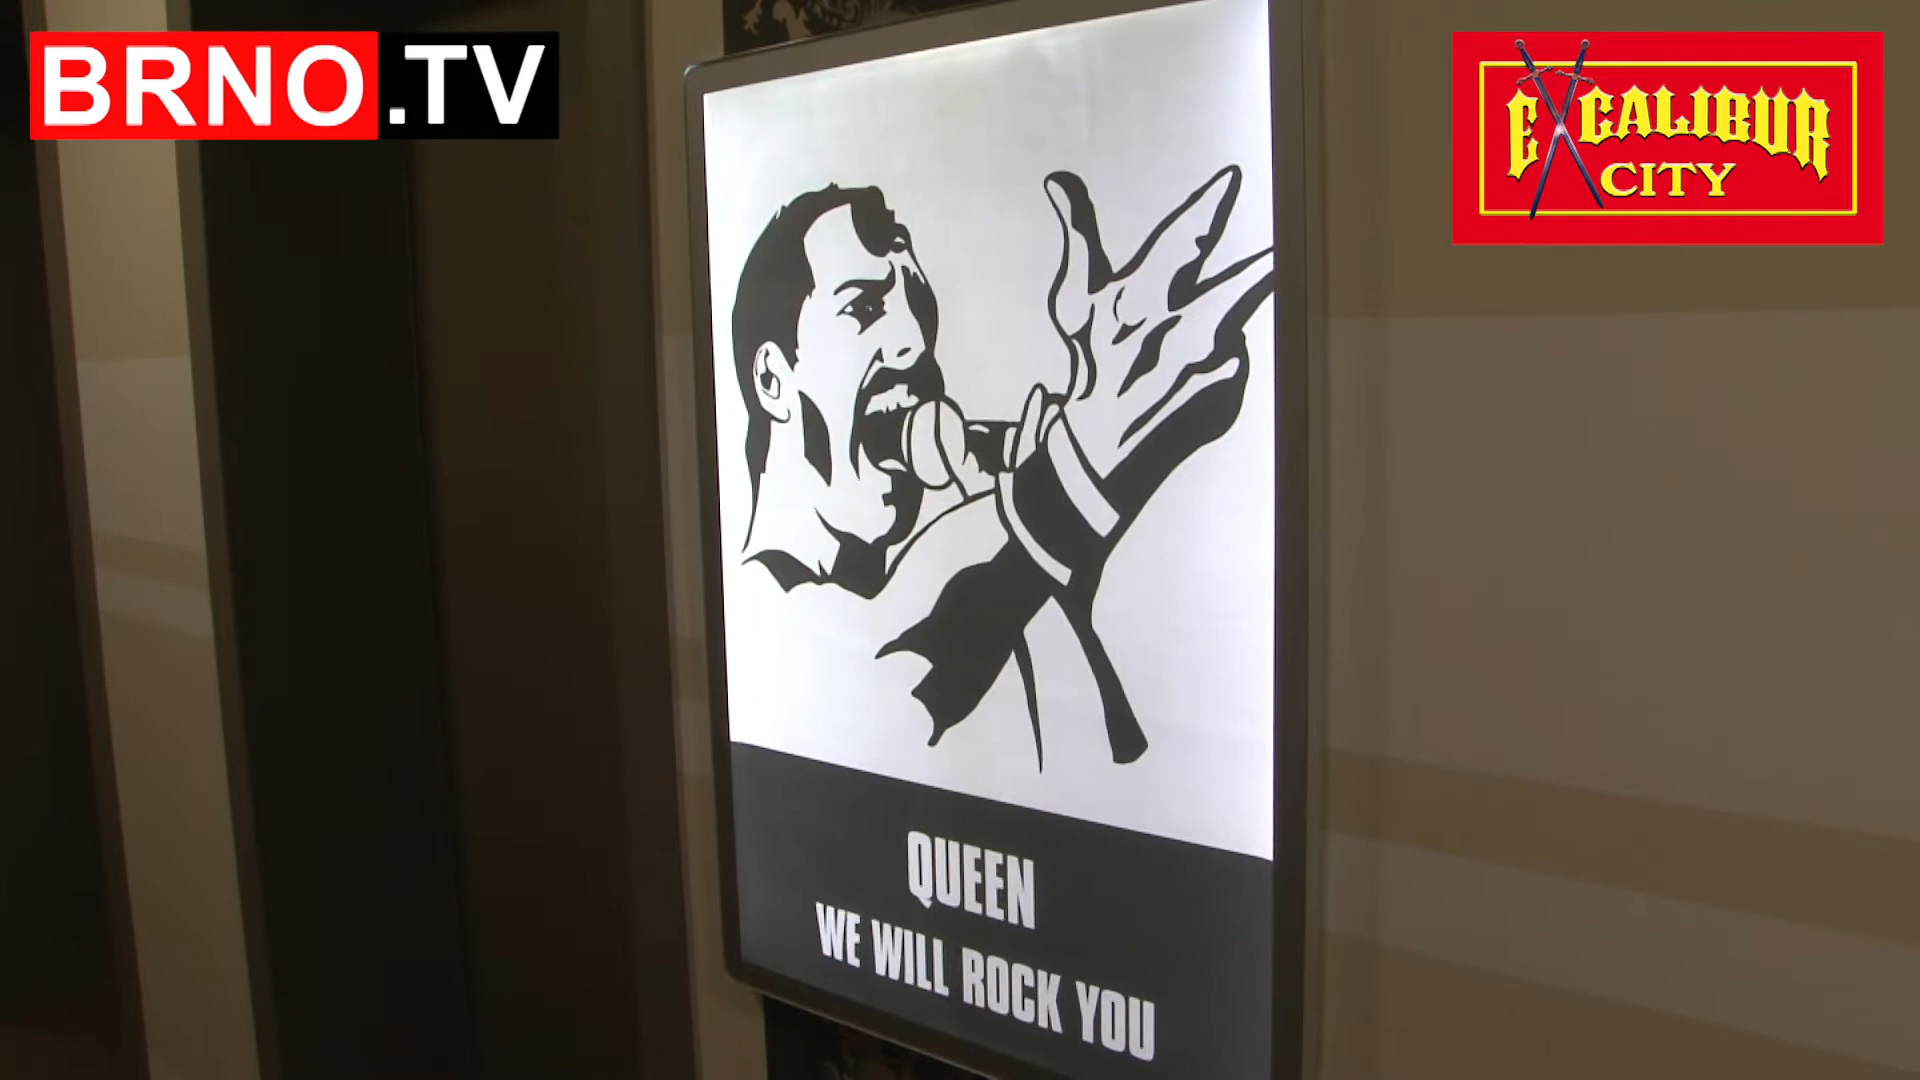 BRNO.TV
EXCALIBUR
CITY
QUEEN
WE WILL ROCK YOU